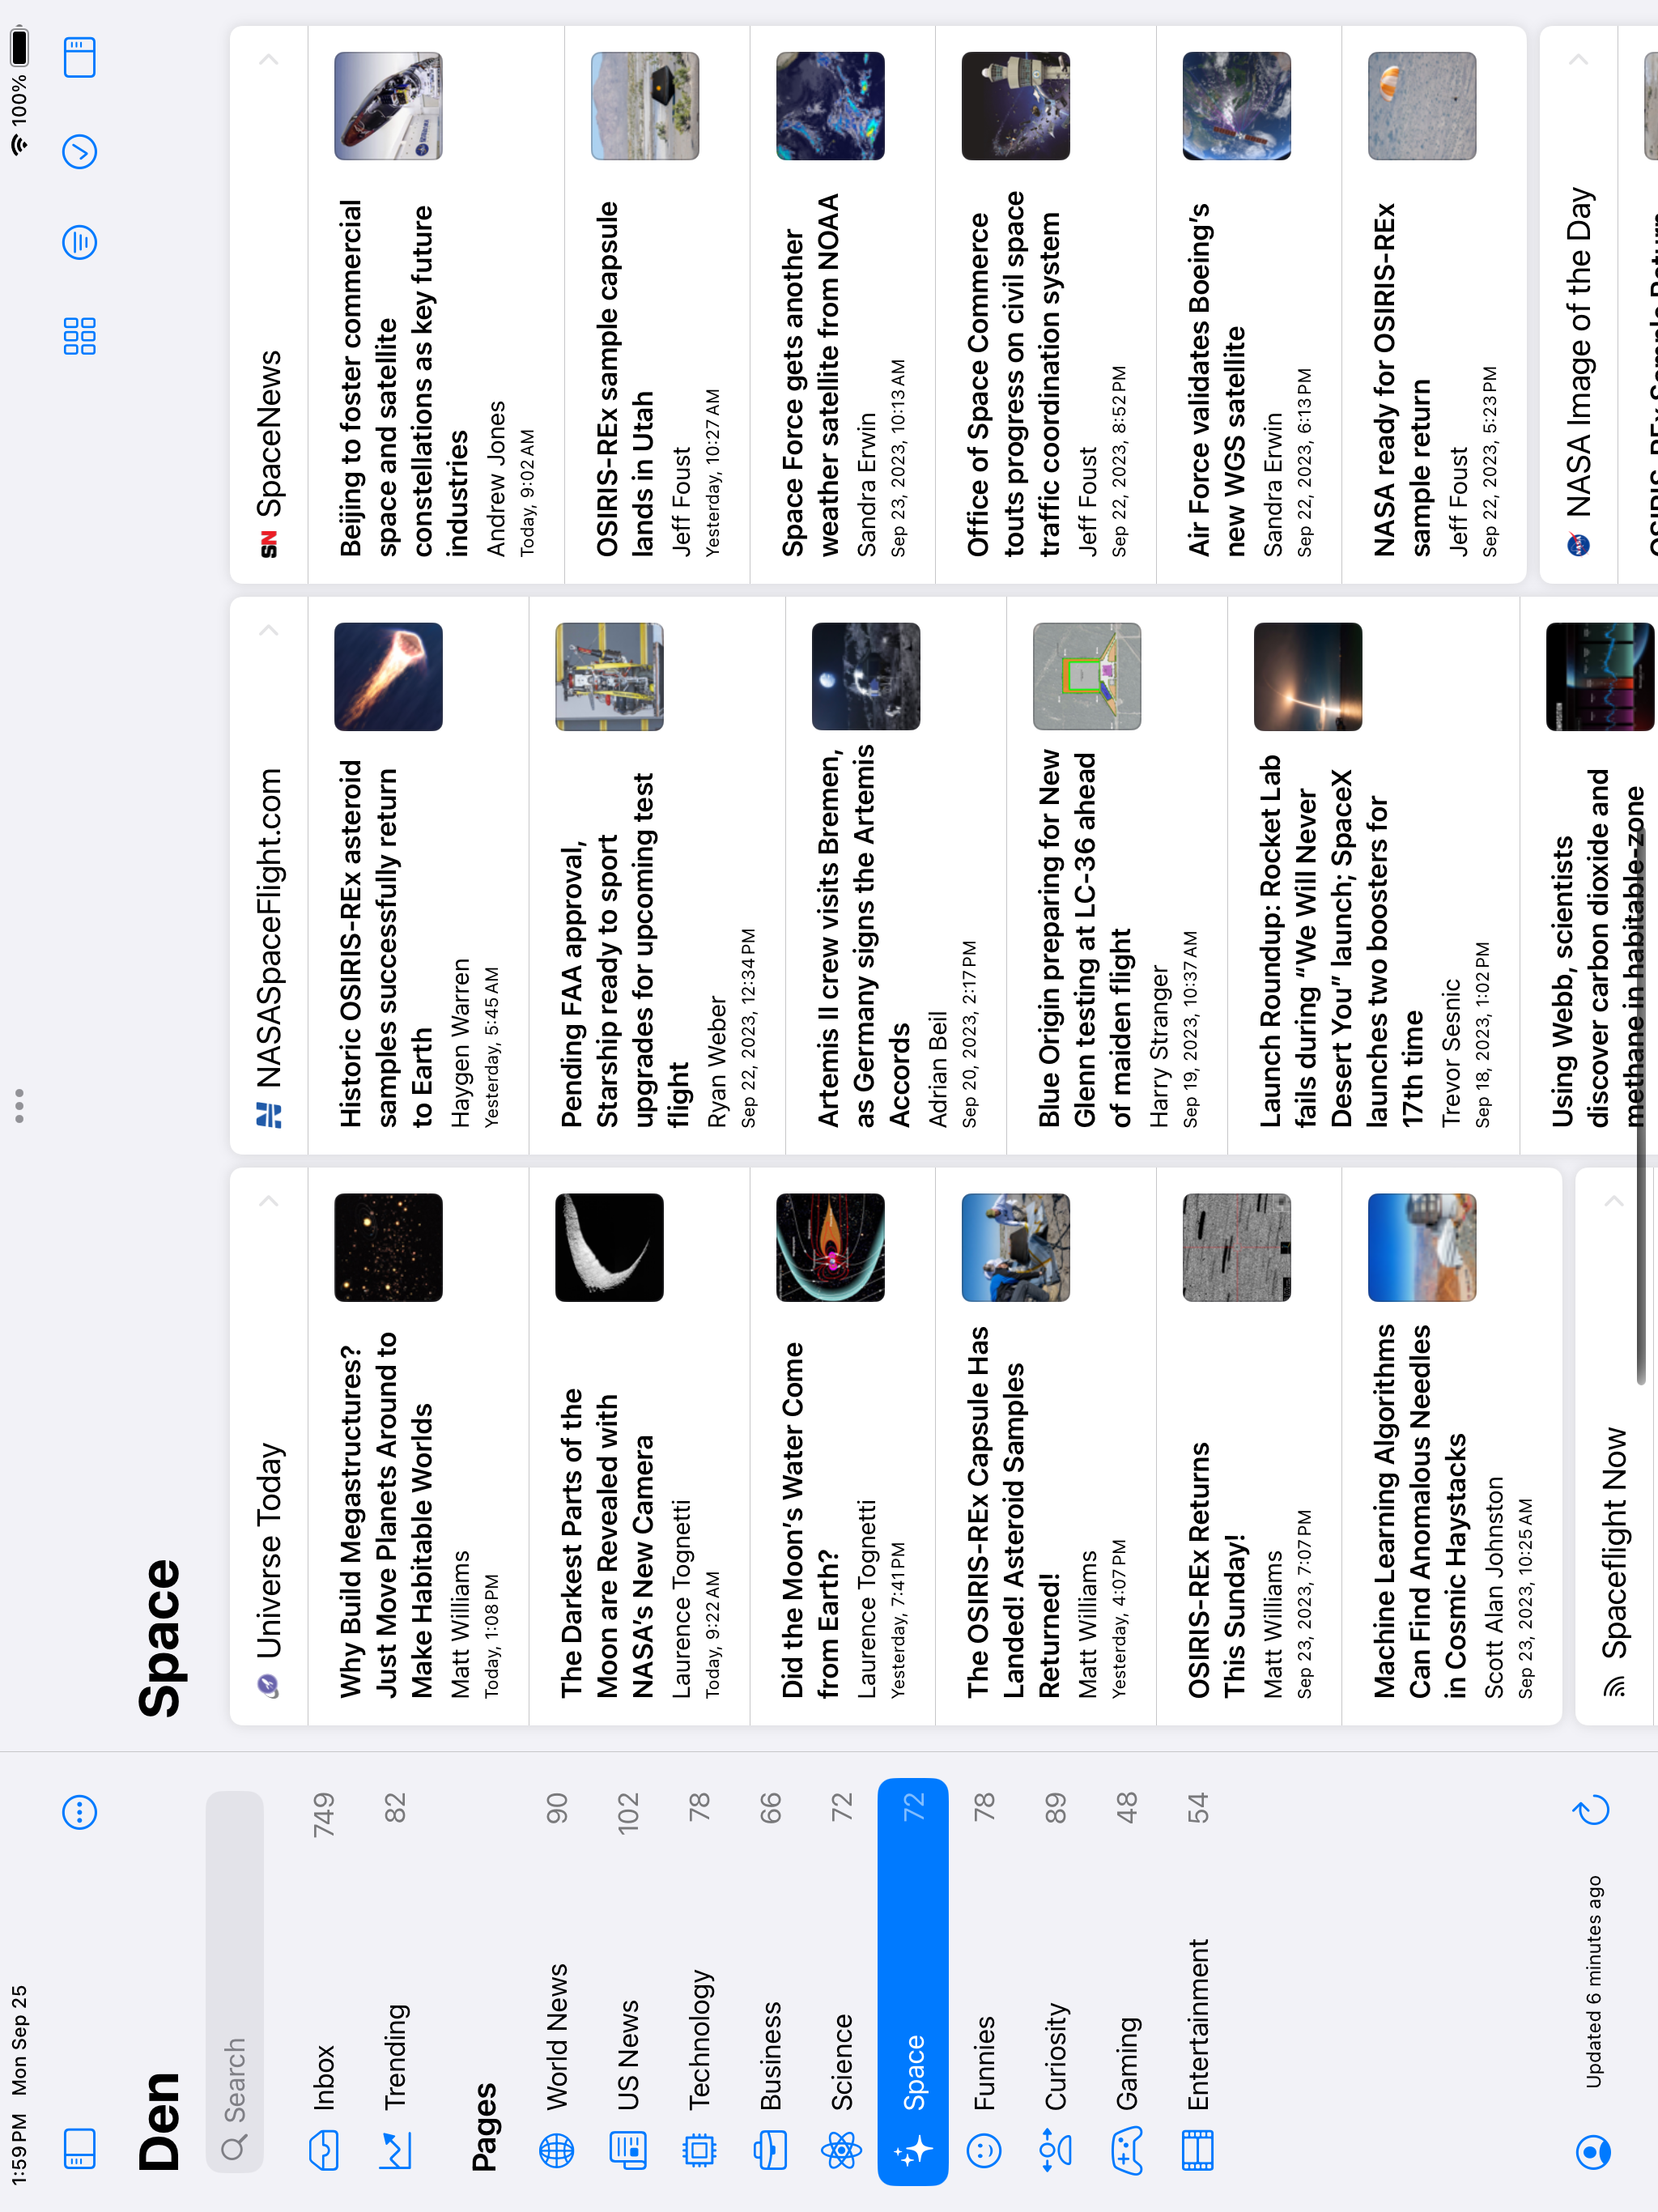 1:59 PM Mon Sep 25
100%
Den
Search
Inbox 749
Trending 82
Pages
World News 90
US News 102
Technology 78
Business 66
Science 72
Space 72
Funnies 78
Curiosity 89
Gaming 48
Entertainment 54
Updated 6 minutes ago
Space
Universe Today
Why Build Megastructures?
Just Move Planets Around to
Make Habitable Worlds
Matt Williams
Today, 1:08 PM
The Darkest Parts of the
Moon are Revealed with
NASA's New Camera
Laurence Tognetti
Today, 9:22 AM
Did the Moon's Water Come
from Earth?
Laurence Tognetti
Yesterday, 7:41 PM
The OSIRIS-REx Capsule Has
Landed! Asteroid Samples
Returned!
Matt Williams
Yesterday, 4:07 PM
OSIRIS-REx Returns
This Sunday!
Matt Williams
Sep 23, 2023, 7:07 PM
Machine Learning Algorithms
Can Find Anomalous Needles
in Cosmic Haystacks
Scott Alan Johnston
Sep 23, 2023, 10:25 AM
Spaceflight Now
NASASpaceFlight.com
Historic OSIRIS-REx asteroid
samples successfully return
to Earth
Haygen Warren
Yesterday, 5:45 AM
Pending FAA approval,
Starship ready to sport
upgrades for upcoming test
flight
Ryan Weber
Sep 22, 2023, 12:34 PM
Artemis II crew visits Bremen,
as Germany signs the Artemis
Accords
Adrian Beil
Sep 20, 2023, 2:17 PM
Blue Origin preparing for New
Glenn testing at LC-36 ahead
of maiden flight
Harry Stranger
Sep 19, 2023, 10:37 AM
Launch Roundup: Rocket Lab
fails during “We Will Never
Desert You” launch; SpaceX
launches two boosters for
17th time
Trevor Sesnic
Sep 18, 2023, 1:02 PM
Using Webb, scientists
discover carbon dioxide and
methane in habitable-zone
SN SpaceNews
Beijing to foster commercial
space and satellite
constellations as key future
industries
Andrew Jones
Today, 9:02 AM
OSIRIS-REx sample capsule
lands in Utah
Jeff Foust
Yesterday, 10:27 AM
Space Force gets another
weather satellite from NOAA
Sandra Erwin
Sep 23, 2023, 10:13 AM
Office of Space Commerce
touts progress on civil space
traffic coordination system
Jeff Foust
Sep 22, 2023, 8:52 PM
Air Force validates Boeing's
new WGS satellite
Sandra Erwin
Sep 22, 2023, 6:13 PM
NASA ready for OSIRIS-REx
sample return
Jeff Foust
Sep 22, 2023, 5:23 PM
NASA NASA Image of the Day
OSIRIS-REx Sample Return